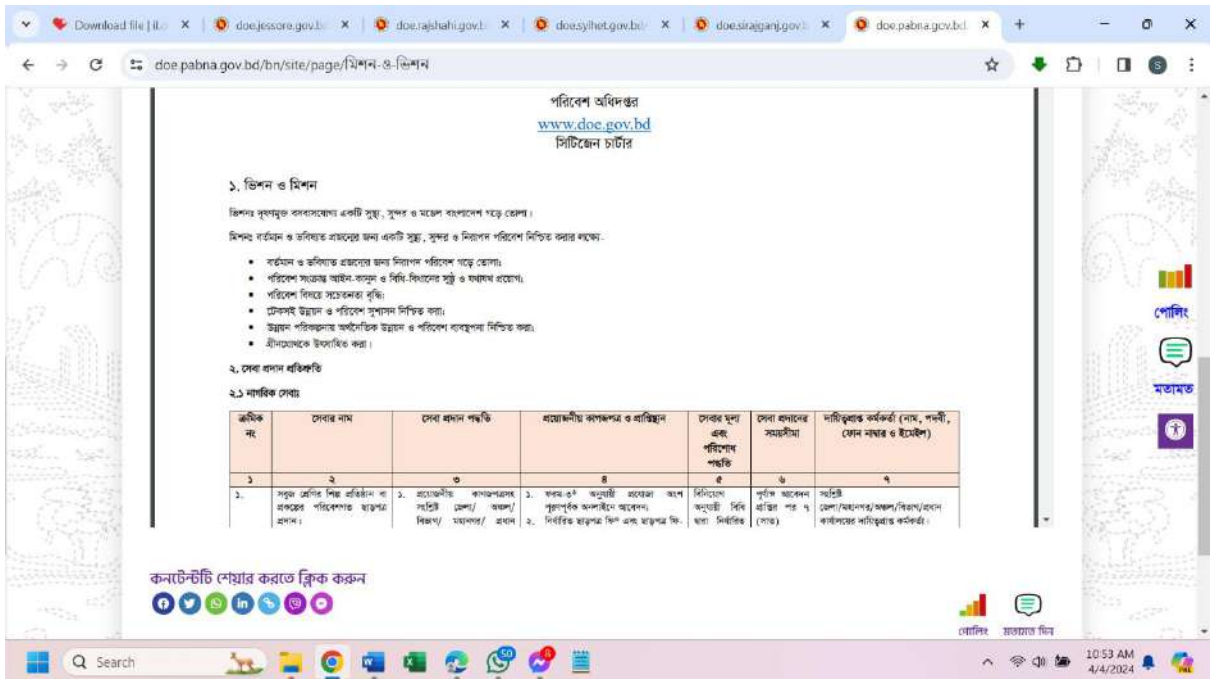 Download file | iLo
doe.jessore.gov.b
doe.rajshahi.gov.b
doe.sylhet.gov.bd/
doe.sirajganj.gov.b
doe.pabna.gov.bd.
doe.pabna.gov.bd/bn/site/page/মিশন-ও-ভিশন
S
পরিবেশ অধিদপ্তর
www.doe.gov.bd
সিটিজেন চার্টার
১. ভিশন ও মিশন
ভিশনঃ দূষণমুক্ত বসবাসযোগ্য একটি সুস্থ, সুন্দর ও মডেল বাংলাদেশ গড়ে তোলা।
মিশনঃ বর্তমান ও ভবিষ্যত প্রজন্মের জন্য একটি সুস্থ, সুন্দর ও নিরাপদ পরিবেশ নিশ্চিত করার লক্ষ্যে-
বর্তমান ও ভবিষ্যত প্রজন্মের জন্য নিরাপদ পরিবেশ গড়ে তোলা;
পরিবেশ সংক্রান্ত আইন-কানুন ও বিধি-বিধানের সুষ্ঠু ও যথাযথ প্রয়োগ;
পরিবেশ বিষয়ে সচেতনতা বৃদ্ধি;
টেকসই উন্নয়ন ও পরিবেশ সুশাসন নিশ্চিত করা;
উন্নয়ন পরিকল্পনায় অর্থনৈতিক উন্নয়ন ও পরিবেশ ব্যবস্থাপনা নিশ্চিত করা;
গ্রীনগ্রোথকে উৎসাহিত করা।
২. সেবা প্রদান প্রতিশ্রুতি
২.১ নাগরিক সেবাঃ
ক্রমিক নং
সেবার নাম
সেবা প্রদান পদ্ধতি
প্রয়োজনীয় কাগজপত্র ও প্রাপ্তিস্থান
সেবার মূল্য এবং পরিশোধ পদ্ধতি
সেবা প্রদানের সময়সীমা
দায়িত্বপ্রাপ্ত কর্মকর্তা (নাম, পদবী, ফোন নাম্বার ও ইমেইল)
১ ২ ৩ ৪ ৫ ৬ ৭
১.
সবুজ শ্রেণির শিল্প প্রতিষ্ঠান বা
প্রকল্পের পরিবেশগত ছাড়পত্র
প্রদান।
১. প্রয়োজনীয় কাগজপত্রসহ
সংশ্লিষ্ট জেলা/ অঞ্চল/
বিভাগ/ মহানগর/ প্রধান
১. ফরম-৩* অনুযায়ী প্রযোজ্য অংশ
পূরণপূর্বক অনলাইনে আবেদন;
২. নির্ধারিত ছাড়পত্র ফি* এবং ছাড়পত্র ফি-
বিনিয়োগ
অনুযায়ী বিধি
দ্বারা নির্ধারিত
পূর্ণাঙ্গ আবেদন
প্রাপ্তির পর ৭
(সাত)
সংশ্লিষ্ট
জেলা/মহানগর/অঞ্চল/বিভাগ/প্রধান
কার্যালয়ের দায়িত্বপ্রাপ্ত কর্মকর্তা।
পোলিং
মতামত
কনটেন্টটি শেয়ার করতে ক্লিক করুন
পোলিং
মতামত দিন
Search
50
8
10:53 AM
4/4/2024